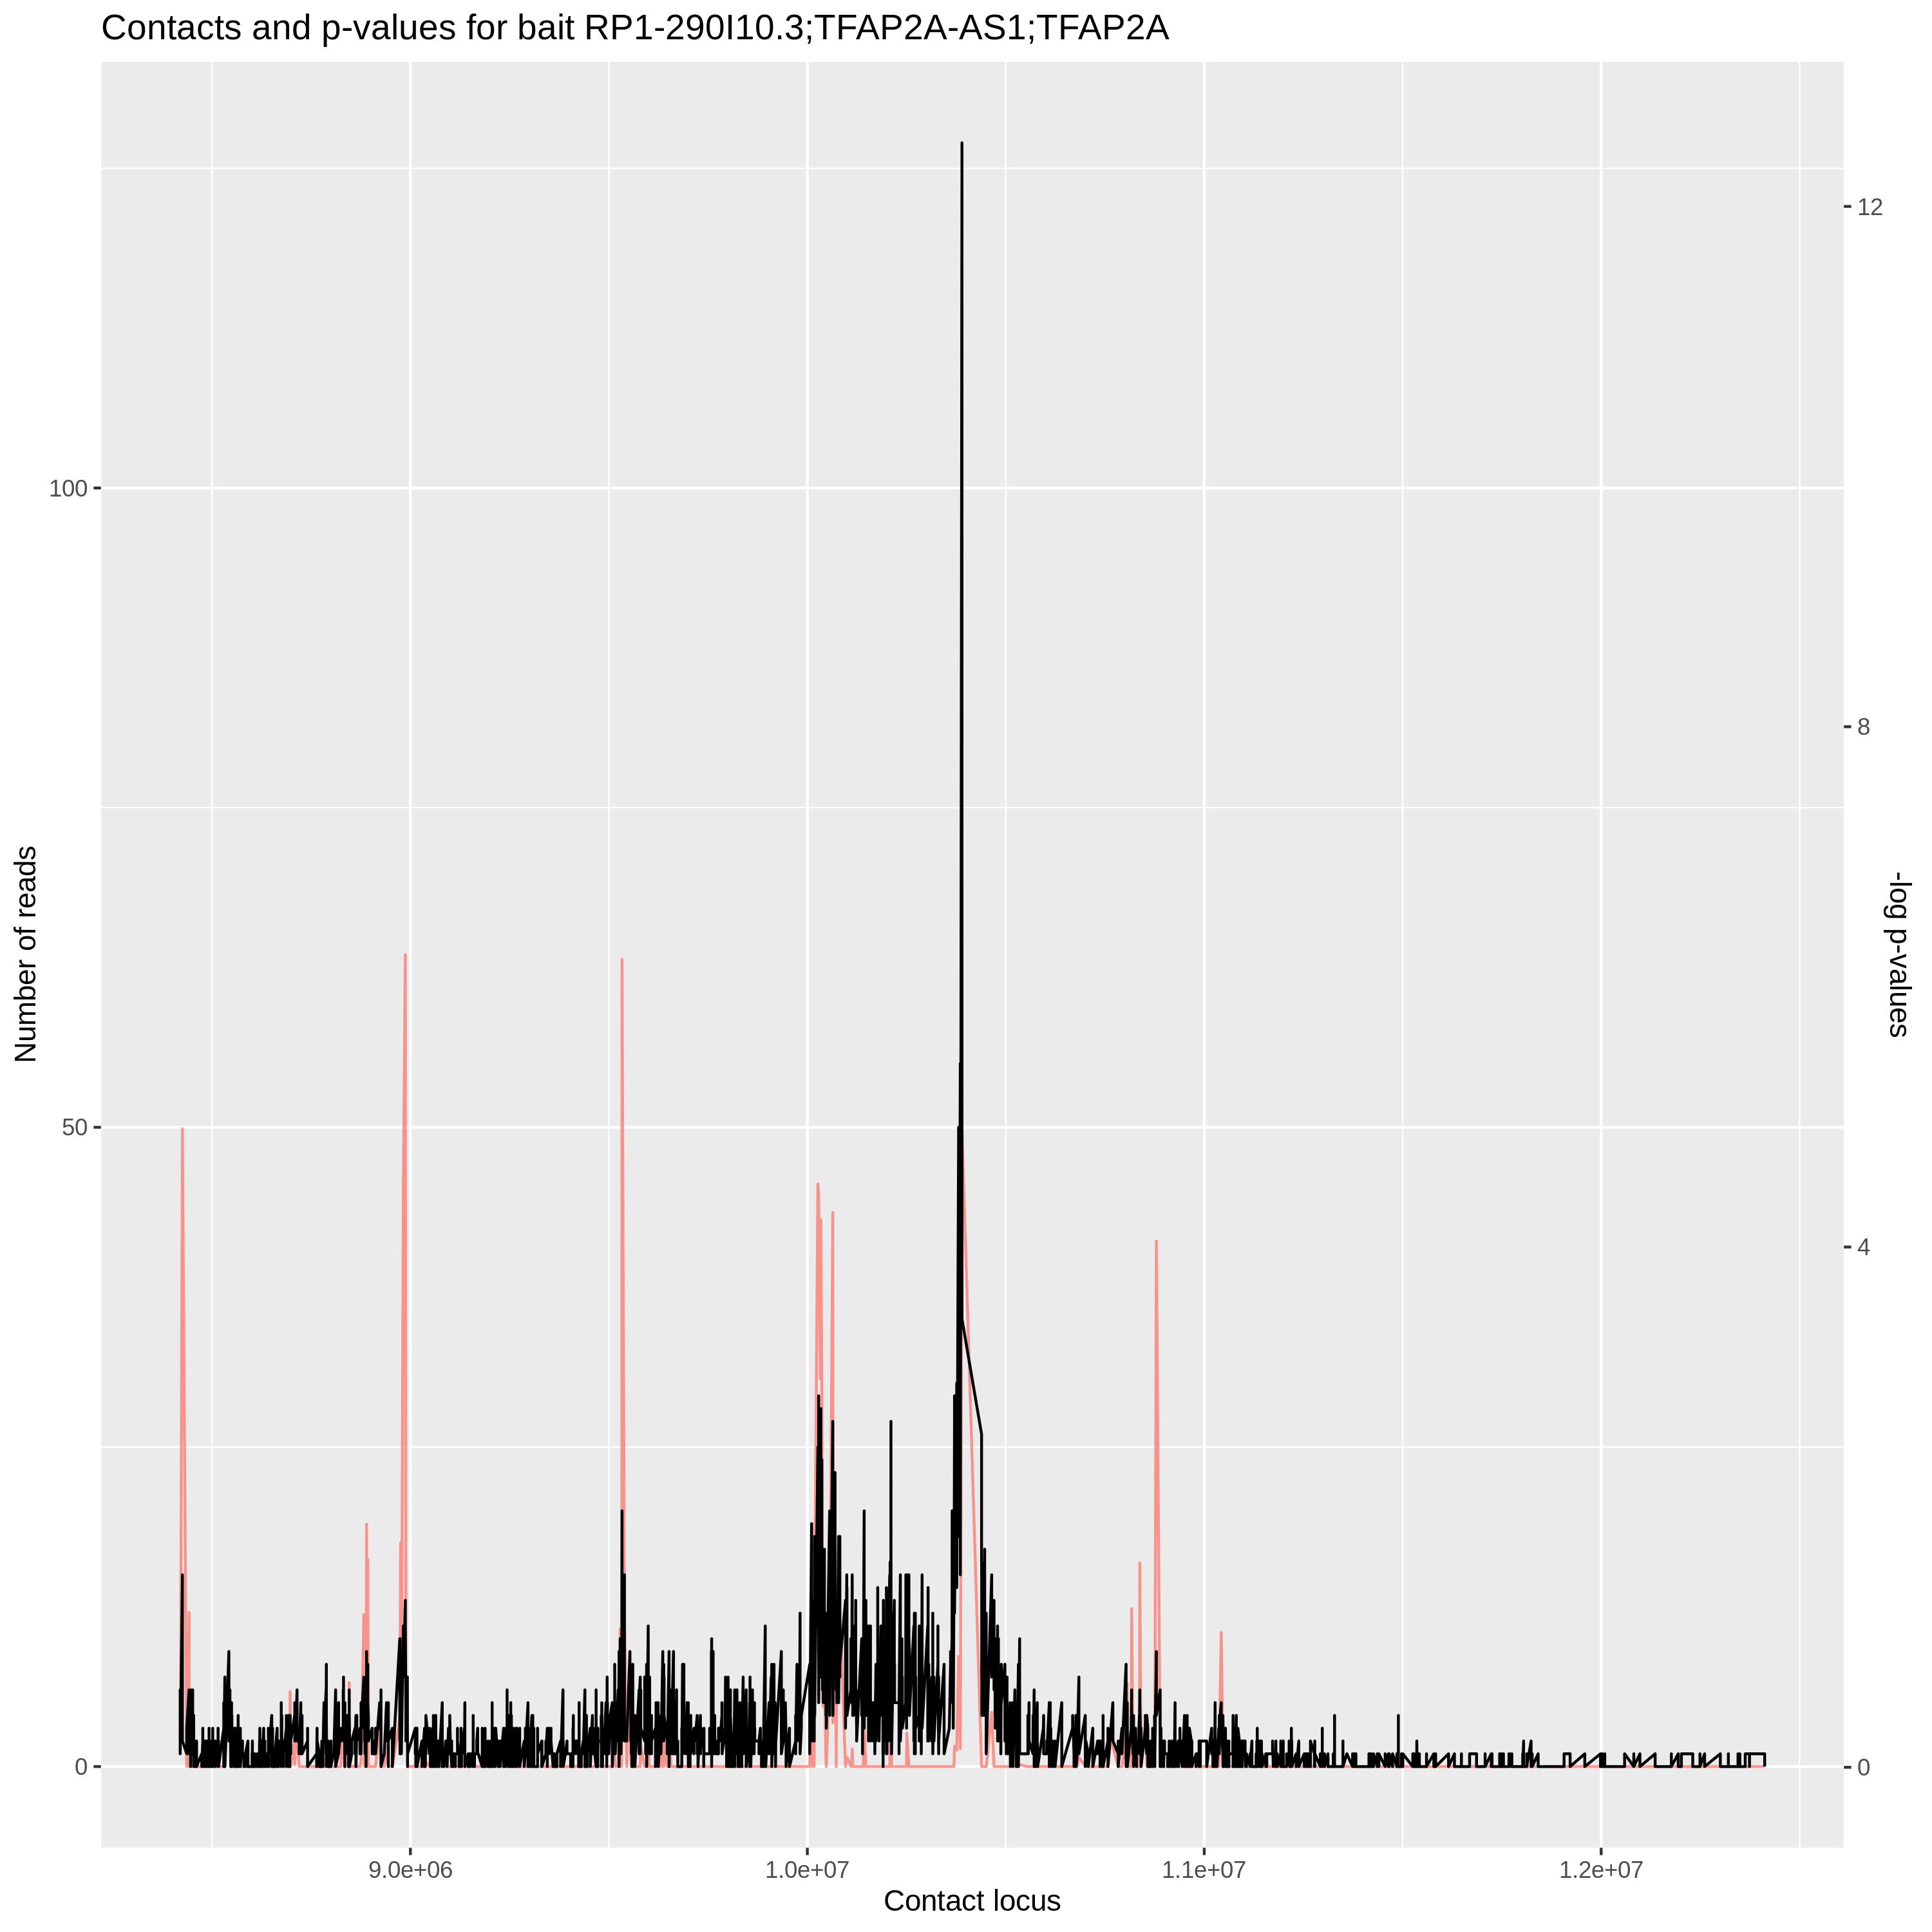 Contacts and p-values for bait RP1-290I10.3;TFAP2A-AS1;TFAP2A
12
100
8
Number of reads
-log p-values
50
4
0
0
9.0e+06
1.0e+07
1.1e+07
1.2e+07
Contact locus